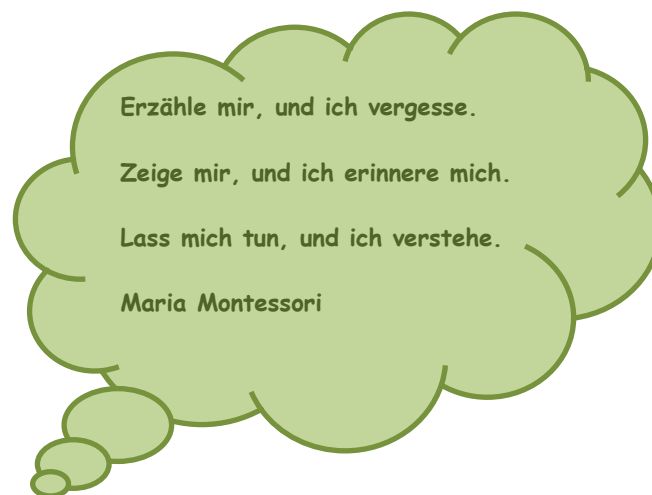 Erzähle mir, und ich vergesse.
Zeige mir, und ich erinnere mich.
Lass mich tun, und ich verstehe.
Maria Montessori